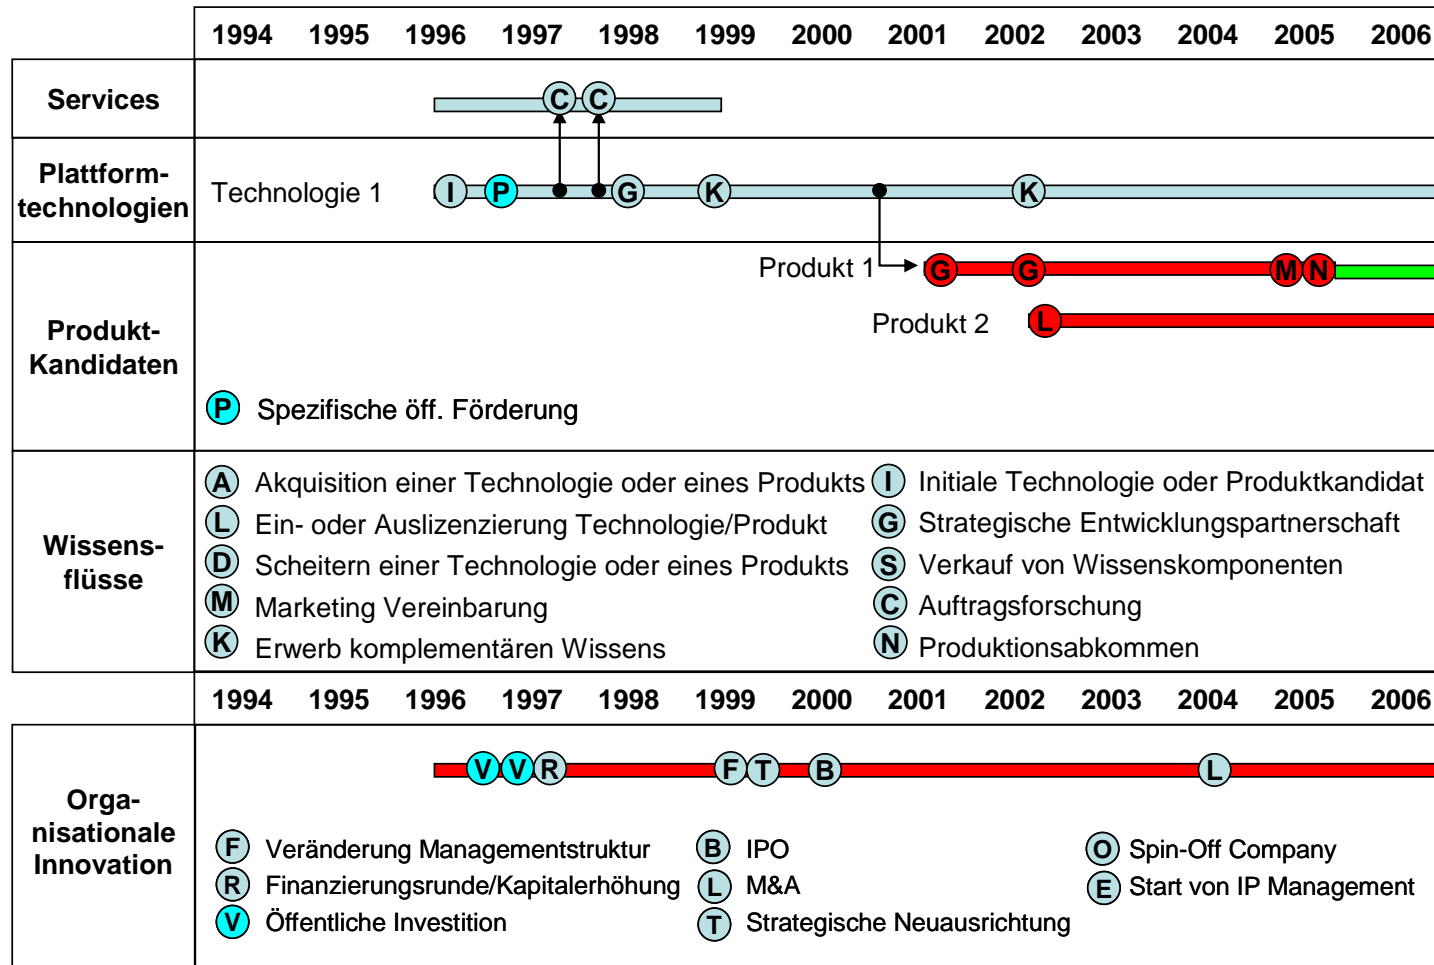 1994 1995 1996 1997 1998 1999 2000 2001 2002 2003 2004 2005 2006
Services
C C
Plattform-
technologien
Technologie 1
I P G K K
Produkt-
Kandidaten
Produkt 1
G G M N
Produkt 2
L
P Spezifische öff. Förderung
Wissens-
flüsse
A Akquisition einer Technologie oder eines Produkts
L Ein- oder Auslizenzierung Technologie/Produkt
D Scheitern einer Technologie oder eines Produkts
M Marketing Vereinbarung
K Erwerb komplementären Wissens
I Initiale Technologie oder Produktkandidat
G Strategische Entwicklungspartnerschaft
S Verkauf von Wissenskomponenten
C Auftragsforschung
N Produktionsabkommen
1994 1995 1996 1997 1998 1999 2000 2001 2002 2003 2004 2005 2006
Orga-
nisationale
Innovation
V V R F T B L
F Veränderung Managementstruktur
R Finanzierungsrunde/Kapitalerhöhung
V Öffentliche Investition
B IPO
L M&A
T Strategische Neuausrichtung
O Spin-Off Company
E Start von IP Management